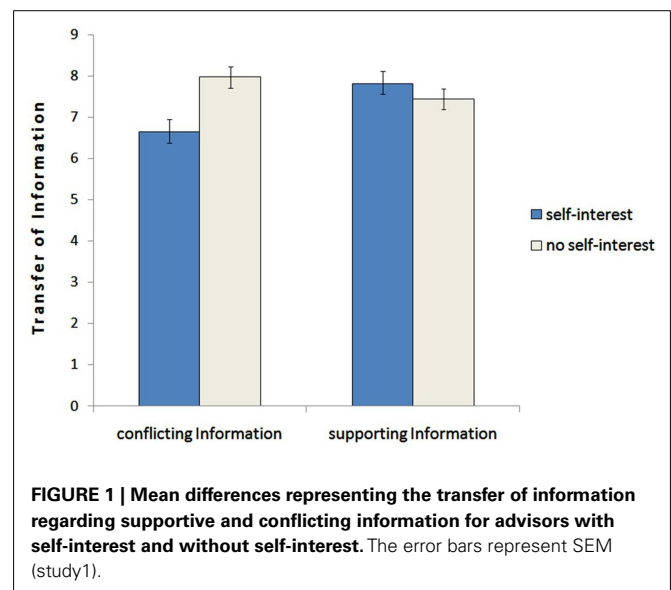 9
8
7
6
5
4
3
2
1
0
Transfer of Information
conflicting Information
supporting Information
self-interest
no self-interest
FIGURE 1 | Mean differences representing the transfer of information
regarding supportive and conflicting information for advisors with
self-interest and without self-interest. The error bars represent SEM
(study1).